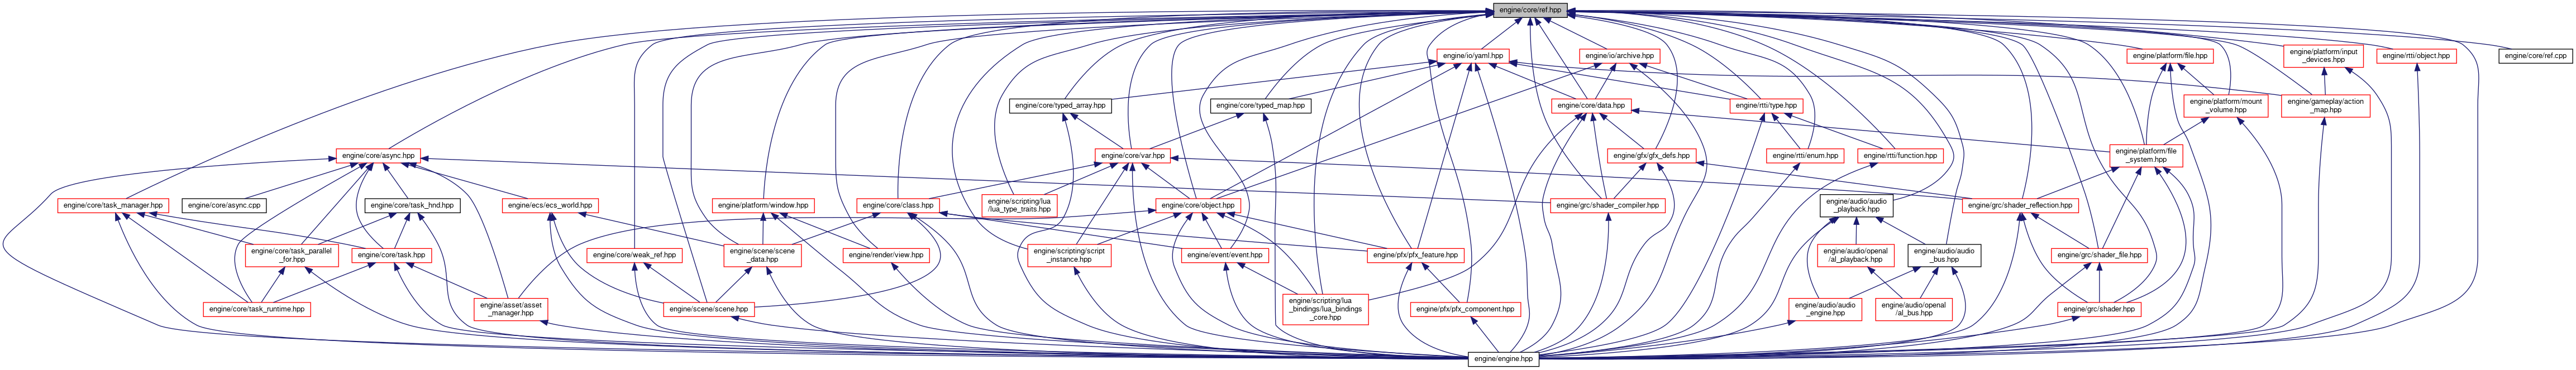 engine/core/ref.hpp
engine/io/yaml.hpp
engine/io/archive.hpp
engine/platform/file.hpp
engine/platform/input
_devices.hpp
engine/rtti/object.hpp
engine/core/ref.cpp
engine/core/typed_array.hpp
engine/core/typed_map.hpp
engine/core/data.hpp
engine/rtti/type.hpp
engine/platform/mount
_volume.hpp
engine/gameplay/action
_map.hpp
engine/core/async.hpp
engine/core/var.hpp
engine/gfx/gfx_defs.hpp
engine/rtti/enum.hpp
engine/rtti/function.hpp
engine/platform/file
_system.hpp
engine/core/task_manager.hpp
engine/core/async.cpp
engine/core/task_hnd.hpp
engine/ecs/ecs_world.hpp
engine/platform/window.hpp
engine/core/class.hpp
engine/scripting/lua
/lua_type_traits.hpp
engine/core/object.hpp
engine/grc/shader_compiler.hpp
engine/audio/audio
_playback.hpp
engine/grc/shader_reflection.hpp
engine/core/task_parallel
_for.hpp
engine/core/task.hpp
engine/core/weak_ref.hpp
engine/scene/scene
_data.hpp
engine/render/view.hpp
engine/scripting/script
_instance.hpp
engine/event/event.hpp
engine/pfx/pfx_feature.hpp
engine/audio/openal
/al_playback.hpp
engine/audio/audio
_bus.hpp
engine/grc/shader_file.hpp
engine/core/task_runtime.hpp
engine/asset/asset
_manager.hpp
engine/scene/scene.hpp
engine/scripting/lua
_bindings/lua_bindings
_core.hpp
engine/pfx/pfx_component.hpp
engine/audio/audio
_engine.hpp
engine/audio/openal
/al_bus.hpp
engine/grc/shader.hpp
engine/engine.hpp